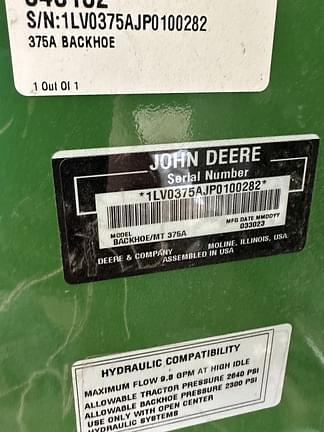 S/N:1LV0375AJP0100282
375A BACKHOE
1 Out Of 1
JOHN DEERE
Serial Number
*1LV0375AJP0100282*
MFG DATE MMDDYY
033023
MODEL
BACKHOE/MT 375A
MOLINE, ILLINOIS, USA
DEERE & COMPANY ASSEMBLED IN USA
HYDRAULIC COMPATIBILITY
MAXIMUM FLOW 9.8 GPM AT HIGH IDLE
ALLOWABLE TRACTOR PRESSURE 2640 PSI
ALLOWABLE BACKHOE PRESSURE 2300 PSI
USE ONLY WITH OPEN CENTER
HYDRAULIC SYSTEMS